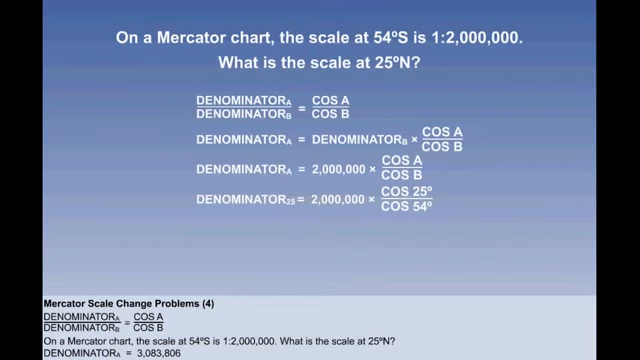 On a Mercator chart, the scale at 54ºS is 1:2,000,000.
What is the scale at 25ºN?
DENOMINATORA / DENOMINATORB = COS A / COS B
DENOMINATORA = DENOMINATORB × COS A / COS B
DENOMINATORA = 2,000,000 × COS A / COS B
DENOMINATOR25 = 2,000,000 × COS 25º / COS 54º
Mercator Scale Change Problems (4)
DENOMINATORA / DENOMINATORB = COS A / COS B
On a Mercator chart, the scale at 54ºS is 1:2,000,000. What is the scale at 25ºN?
DENOMINATORA = 3,083,806